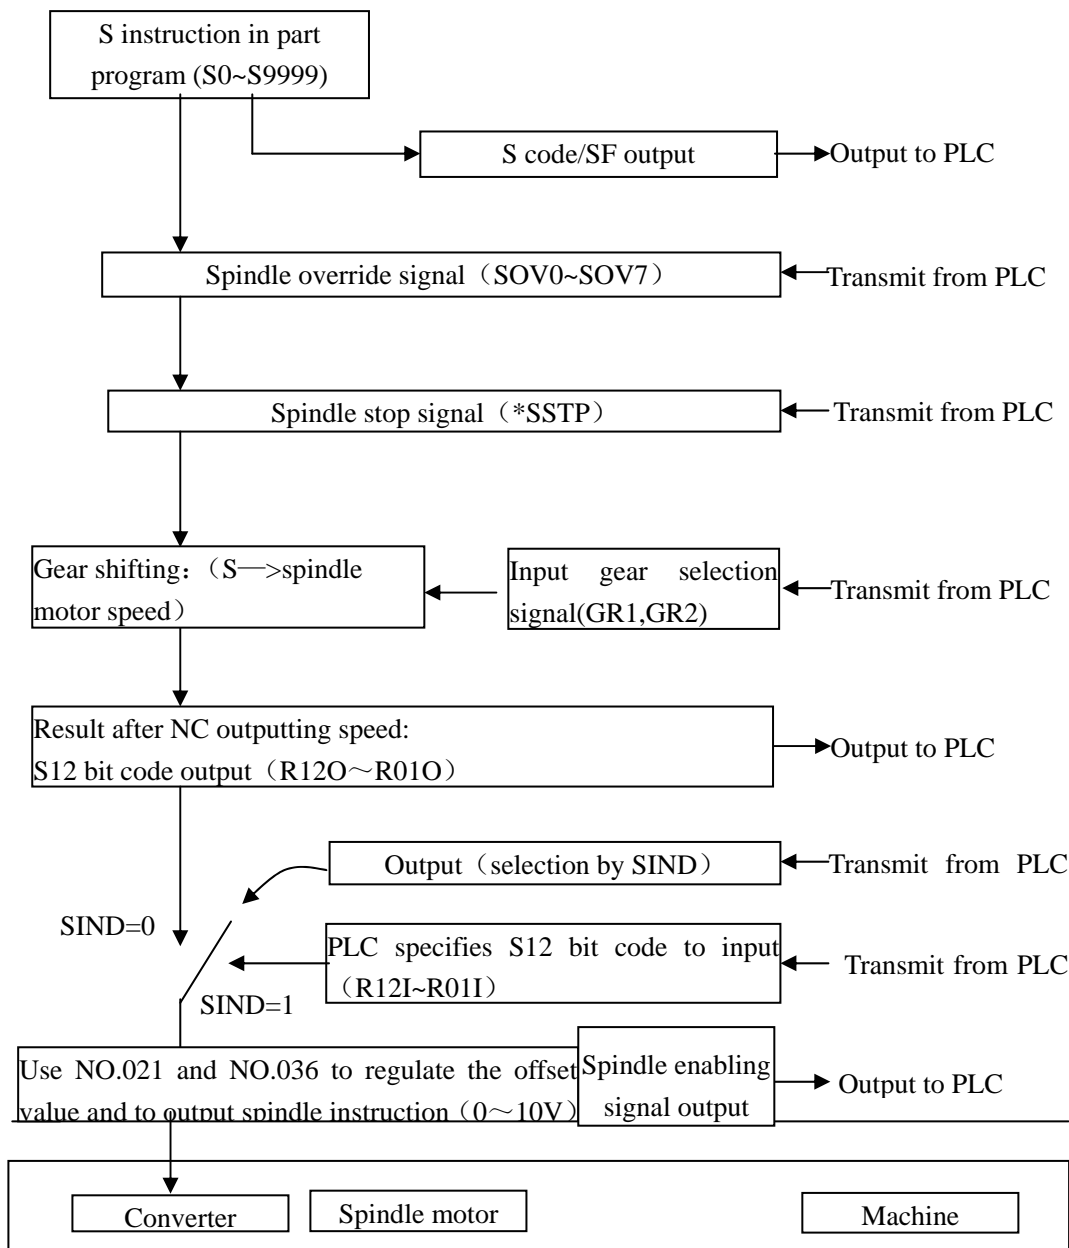 S instruction in part
program (S0~S9999)
S code/SF output
Output to PLC
Spindle override signal（SOV0~SOV7）
Transmit from PLC
Spindle stop signal（*SSTP）
Transmit from PLC
Gear shifting:（S—>spindle
motor speed）
Input gear selection
signal(GR1,GR2)
Transmit from PLC
Result after NC outputting speed:
S12 bit code output（R12O～R01O）
Output to PLC
Output（selection by SIND）
Transmit from PLC
SIND=0
PLC specifies S12 bit code to input
（R12I~R01I）
Transmit from PLC
SIND=1
Use NO.021 and NO.036 to regulate the offset
value and to output spindle instruction（0～10V）
Spindle enabling
signal output
Output to PLC
Converter
Spindle motor
Machine